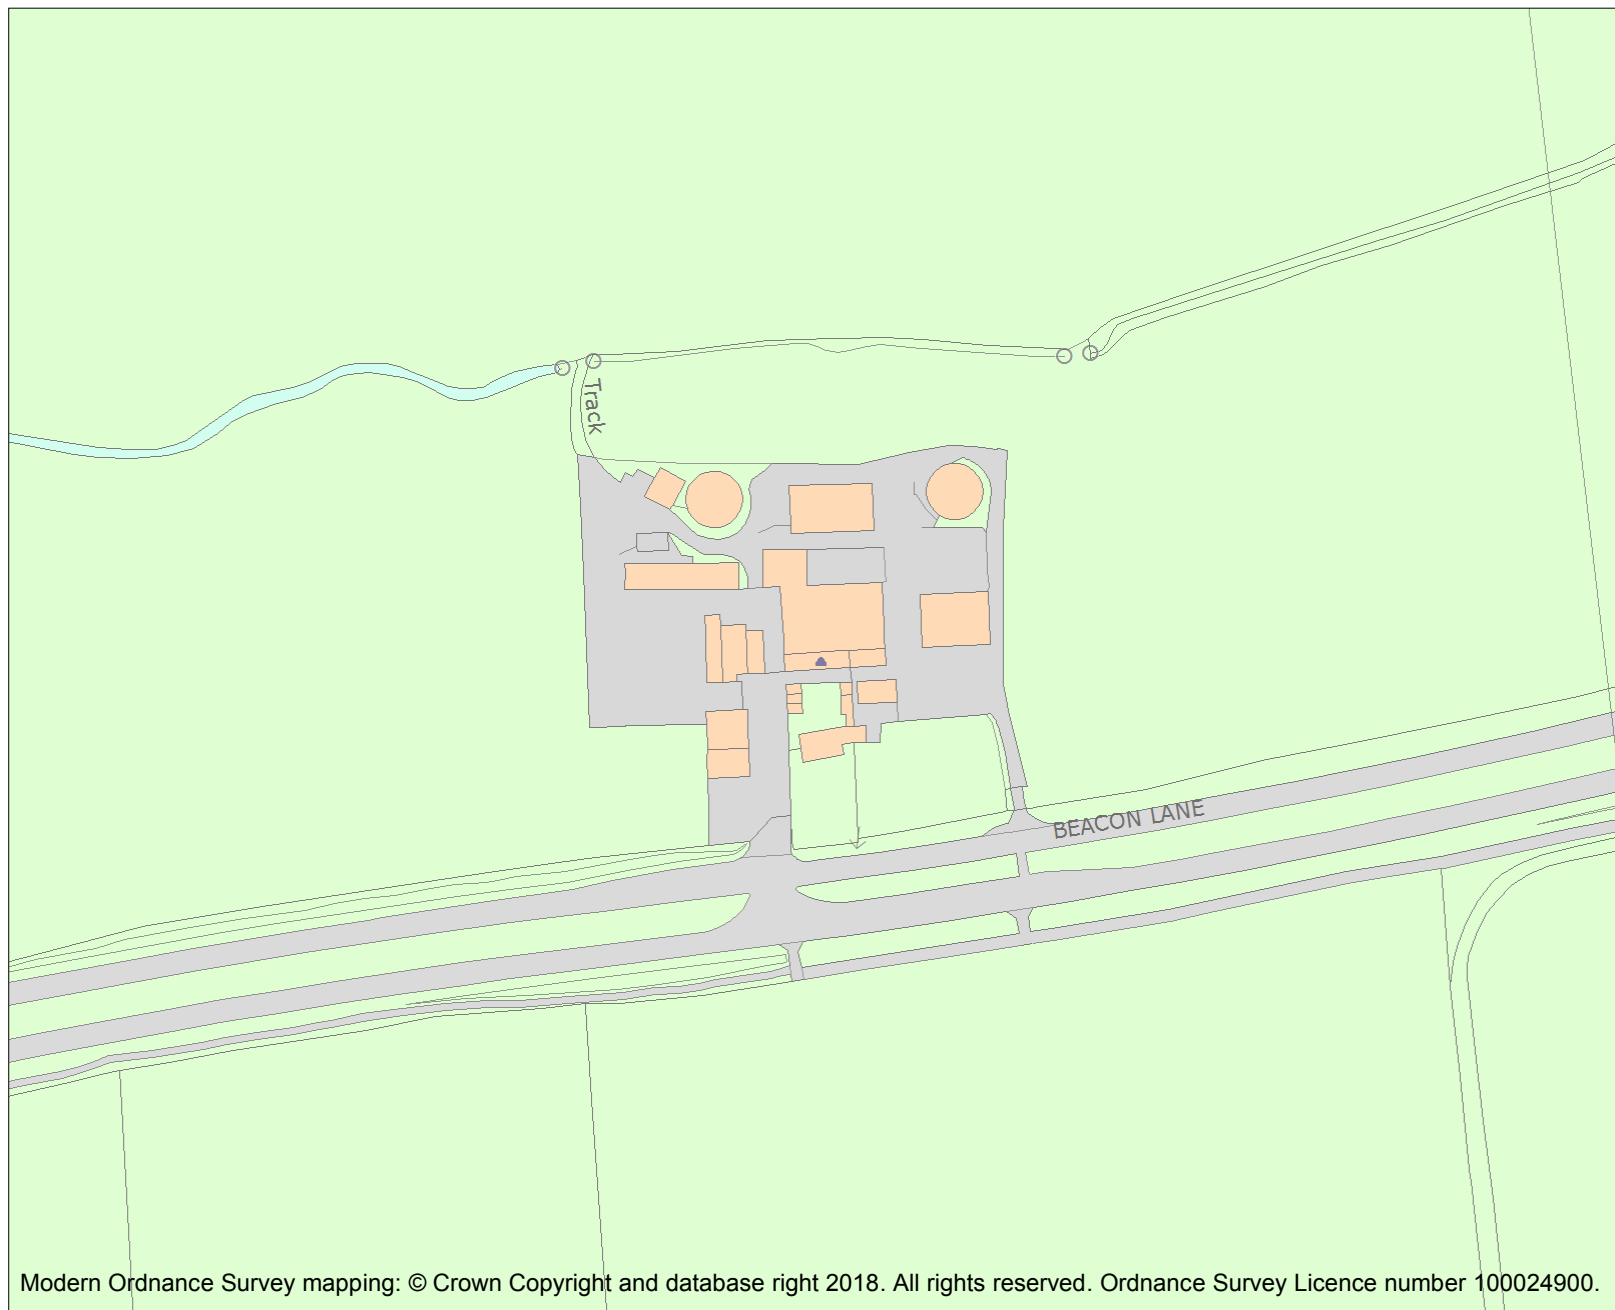 Track
BEACON LANE
Modern Ordnance Survey mapping: © Crown Copyright and database right 2018. All rights reserved. Ordnance Survey Licence number 100024900.